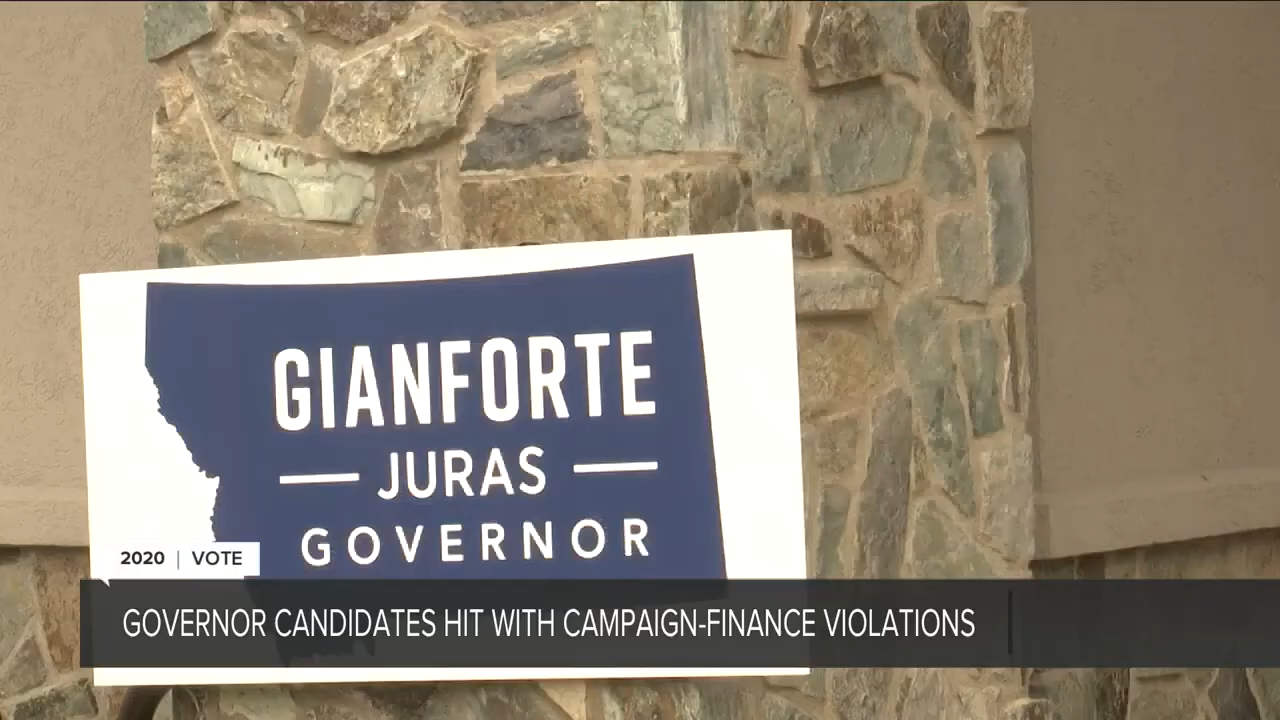 GIANFORTE
JURAS
GOVERNOR
2020 | VOTE
GOVERNOR CANDIDATES HIT WITH CAMPAIGN-FINANCE VIOLATIONS